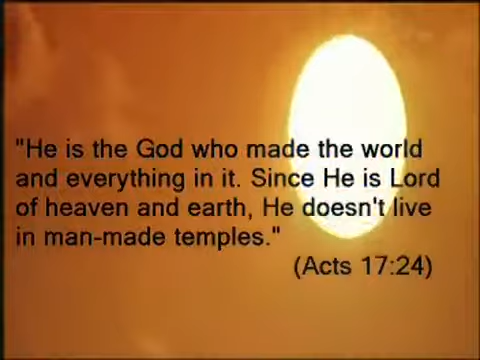 "He is the God who made the world
and everything in it. Since He is Lord
of heaven and earth, He doesn't live
in man-made temples."
(Acts 17:24)